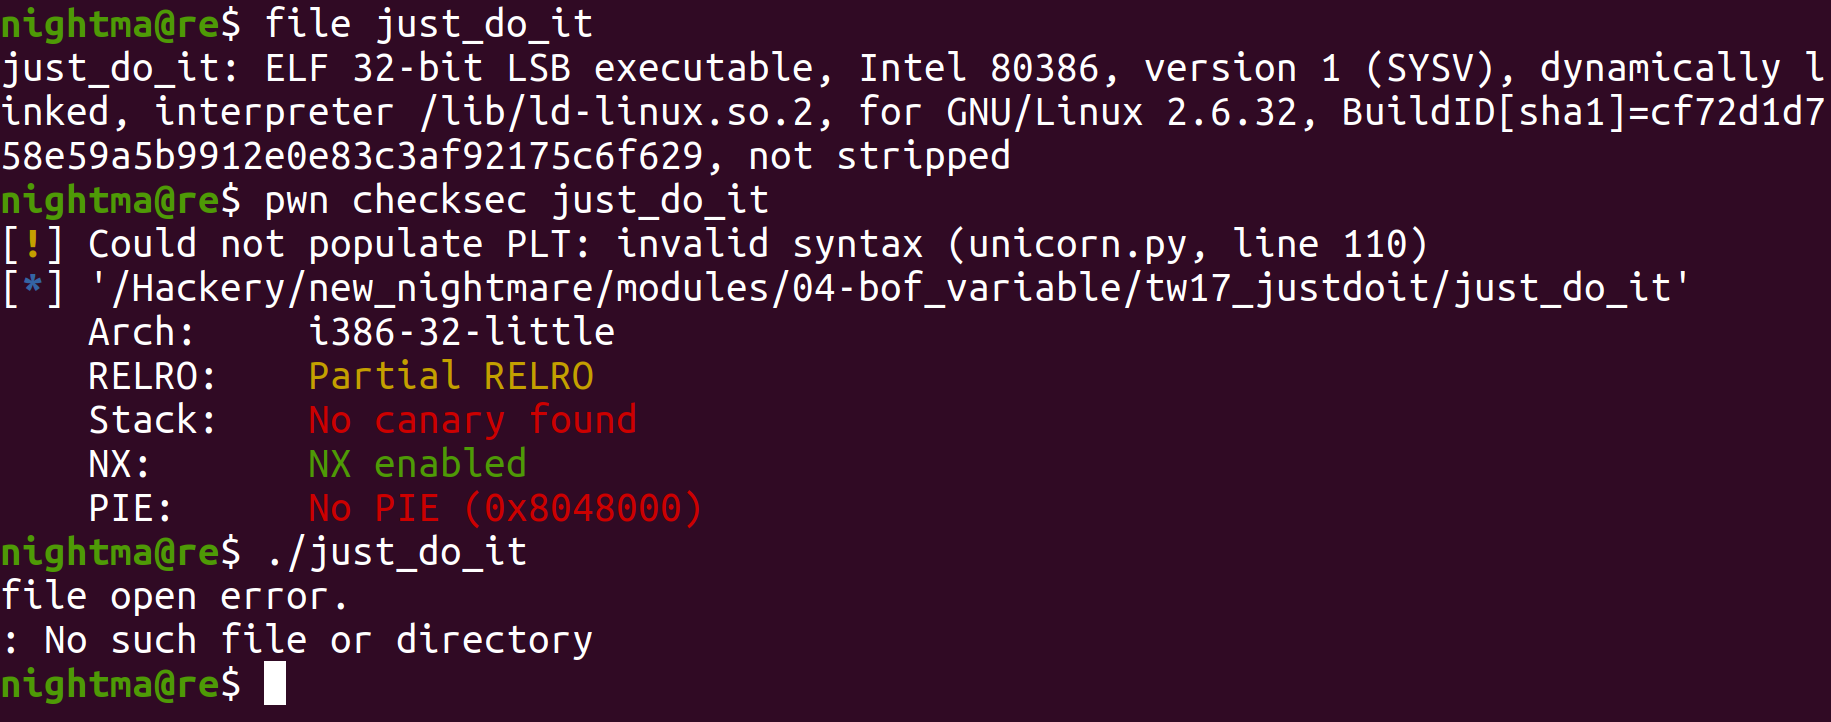 nightma@re$ file just_do_it
just_do_it: ELF 32-bit LSB executable, Intel 80386, version 1 (SYSV), dynamically l
inked, interpreter /lib/ld-linux.so.2, for GNU/Linux 2.6.32, BuildID[sha1]=cf72d1d7
58e59a5b9912e0e83c3af92175c6f629, not stripped
nightma@re$ pwn checksec just_do_it
[!] Could not populate PLT: invalid syntax (unicorn.py, line 110)
[*] '/Hackery/new_nightmare/modules/04-bof_variable/tw17_justdoit/just_do_it'
    Arch:     i386-32-little
    RELRO:    Partial RELRO
    Stack:    No canary found
    NX:       NX enabled
    PIE:      No PIE (0x8048000)
nightma@re$ ./just_do_it
file open error.
: No such file or directory
nightma@re$